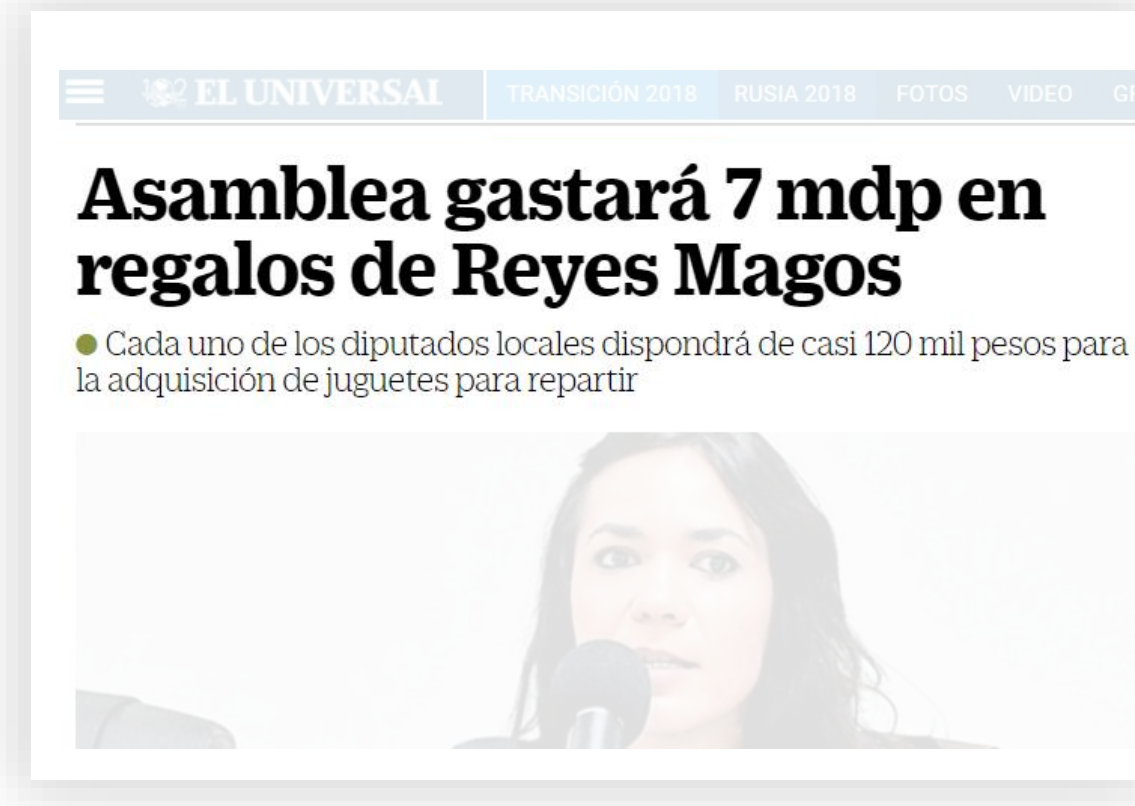 102 EL UNIVERSAL TRANSICIÓN 2018 RUSIA 2018 FOTOS VIDEO
Asamblea gastará 7 mdp en
regalos de Reyes Magos
Cada uno de los diputados locales dispondrá de casi 120 mil pesos para
la adquisición de juguetes para repartir